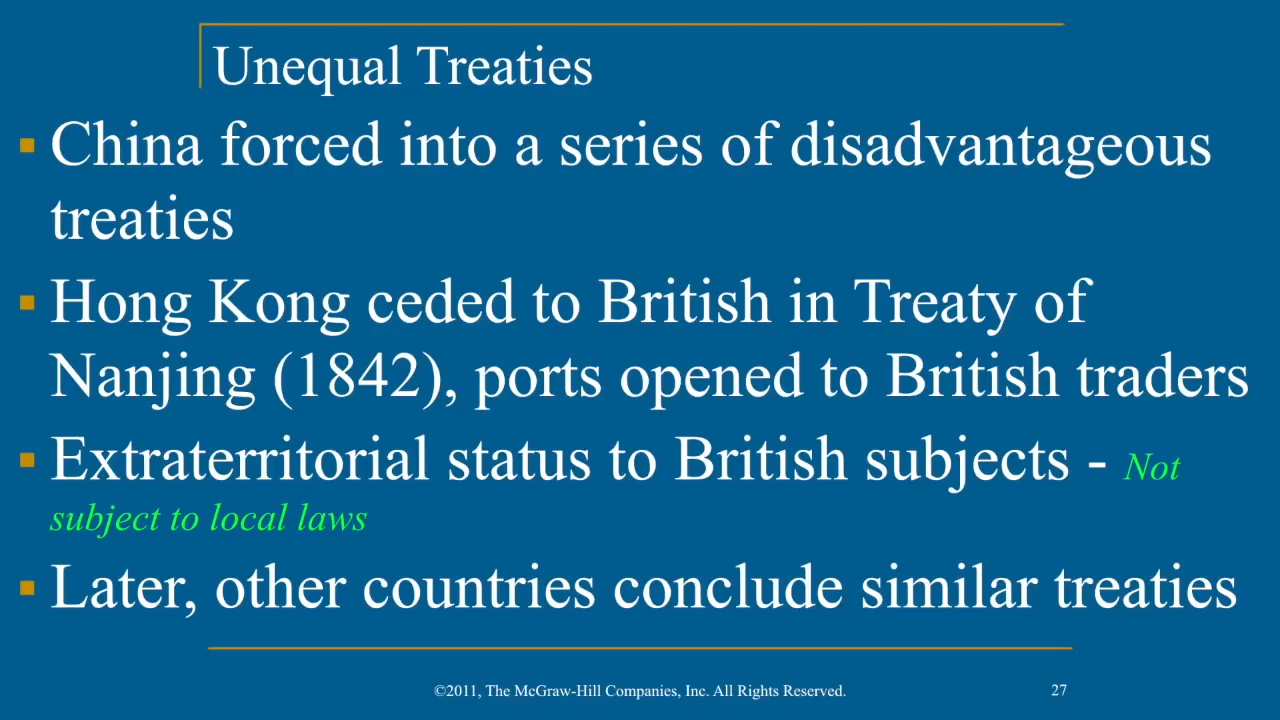 Unequal Treaties
▪ China forced into a series of disadvantageous
treaties
▪ Hong Kong ceded to British in Treaty of
Nanjing (1842), ports opened to British traders
▪ Extraterritorial status to British subjects - Not
subject to local laws
▪ Later, other countries conclude similar treaties
©2011, The McGraw-Hill Companies, Inc. All Rights Reserved.
27